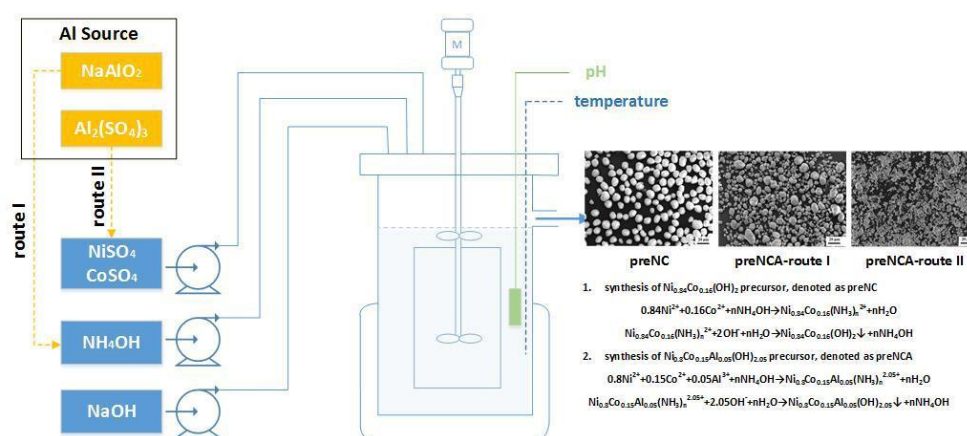 Al Source
NaAlO₂
Al₂(SO₄)₃
route I
route II
NiSO₄
CoSO₄
NH₄OH
NaOH
M
pH
temperature
preNC
preNCA-route I
preNCA-route II
1. synthesis of Ni₀.₈₄Co₀.₁₆(OH)₂ precursor, denoted as preNC
0.84Ni²⁺+0.16Co²⁺+nNH₄OH→Ni₀.₈₄Co₀.₁₆(NH₃)ₙ²⁺+nH₂O
Ni₀.₈₄Co₀.₁₆(NH₃)ₙ²⁺+2OH⁻+nH₂O→Ni₀.₈₄Co₀.₁₆(OH)₂↓+nNH₄OH
2. synthesis of Ni₀.₈Co₀.₁₅Al₀.₀₅(OH)₂.₀₅ precursor, denoted as preNCA
0.8Ni²⁺+0.15Co²⁺+0.05Al³⁺+nNH₄OH→Ni₀.₈Co₀.₁₅Al₀.₀₅(NH₃)ₙ²·⁰⁵⁺+nH₂O
Ni₀.₈Co₀.₁₅Al₀.₀₅(NH₃)ₙ²·⁰⁵⁺+2.05OH⁻+nH₂O→Ni₀.₈Co₀.₁₅Al₀.₀₅(OH)₂.₀₅↓+nNH₄OH